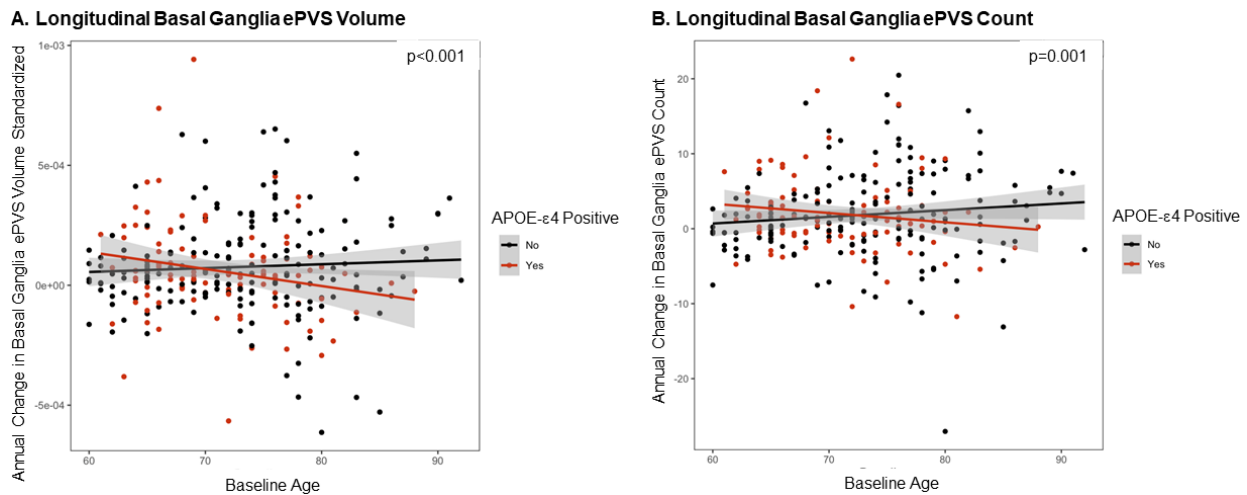 A. Longitudinal Basal Ganglia ePVS Volume
p<0.001
Annual Change in Basal Ganglia ePVS Volume Standardized
1e-03
5e-04
0e+00
-5e-04
60
70
80
90
Baseline Age
APOE-ε4 Positive
No
Yes
B. Longitudinal Basal Ganglia ePVS Count
p=0.001
Annual Change in Basal Ganglia ePVS Count
20
10
0
-10
-20
60
70
80
90
Baseline Age
APOE-ε4 Positive
No
Yes